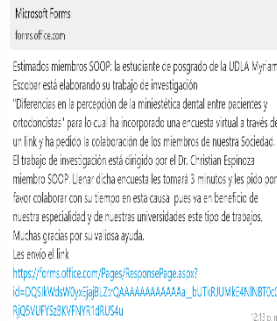 Microsoft Forms
forms.office.com
Estimados miembros SOOP: la estudiante de posgrado de la UDLA Myriam
Escobar está elaborando su trabajo de investigación
"Diferencias en la percepción de la miniestética dental entre pacientes y
ortodoncistas" para lo cual ha incorporado una encuesta virtual a través de
un link y ha pedido la colaboración de los miembros de nuestra Sociedad.
El trabajo de investigación está dirigido por el Dr. Christian Espinoza
miembro SOOP. Llenar dicha encuesta les tomará 3 minutos y les pido por
favor colaborar con su tiempo en esta causa pues va en beneficio de
nuestra especialidad y de nuestras universidades este tipo de trabajos.
Muchas gracias por su valiosa ayuda.
Les envio el link
https://forms.office.com/Pages/ResponsePage.aspx?